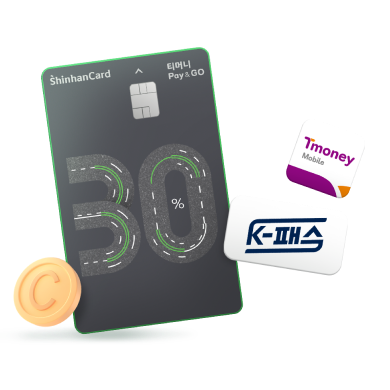 ShinhanCard
티머니
Pay&GO
30
%
Tmoney
Mobile
K-패스
C